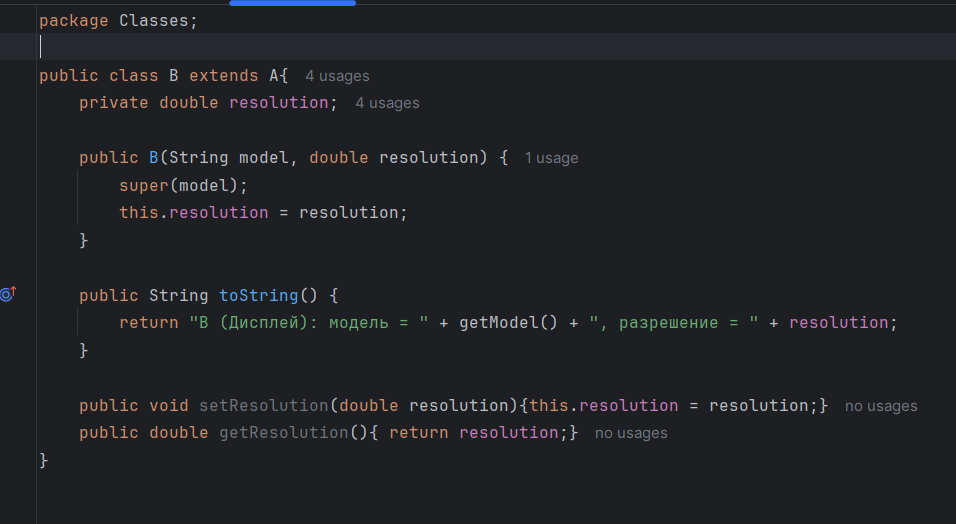 package Classes;
public class B extends A{ 4 usages
private double resolution; 4 usages
public B(String model, double resolution) { 1 usage
super(model);
this.resolution = resolution;
}
public String toString() {
return "B (Дисплей): модель = " + getModel() + ", разрешение = " + resolution;
}
public void setResolution(double resolution){this.resolution = resolution;} no usages
public double getResolution(){ return resolution;} no usages
}